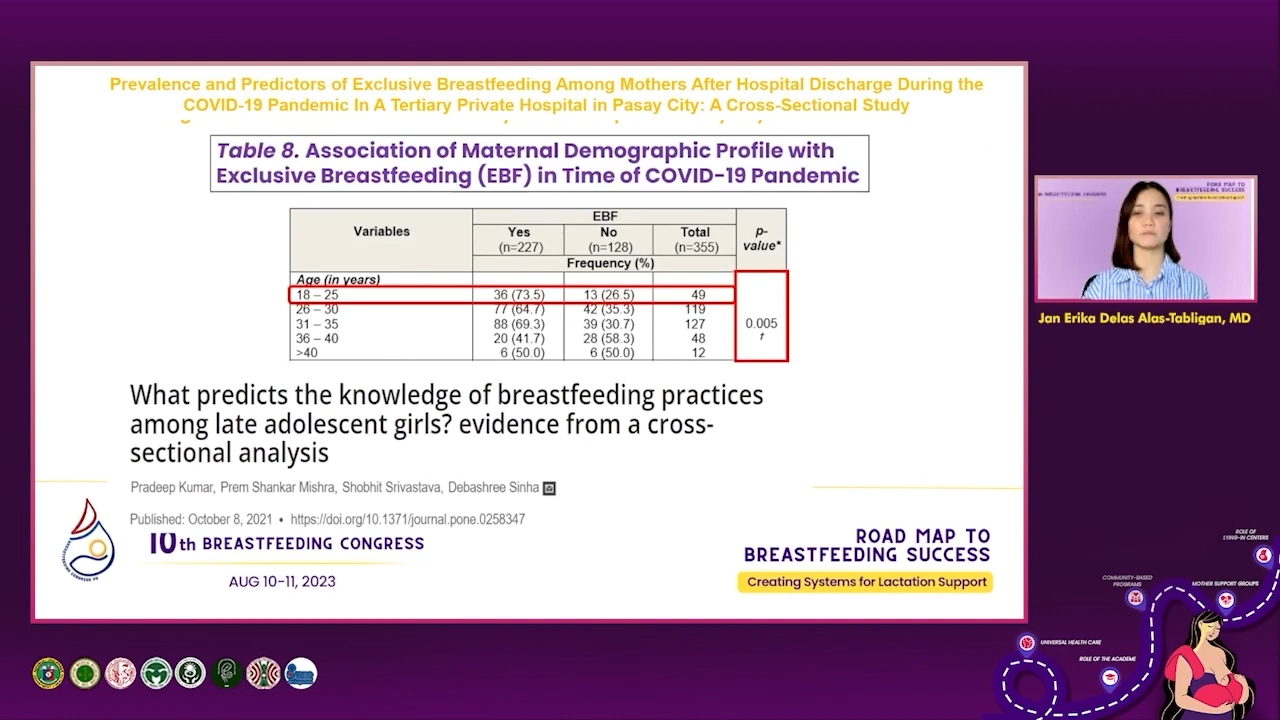 Prevalence and Predictors of Exclusive Breastfeeding Among Mothers After Hospital Discharge During the
COVID-19 Pandemic In A Tertiary Private Hospital in Pasay City: A Cross-Sectional Study
Table 8. Association of Maternal Demographic Profile with
Exclusive Breastfeeding (EBF) in Time of COVID-19 Pandemic
Variables EBF p-value*
Yes (n=227) No (n=128) Total (n=355)
Frequency (%)
Age (in years)
18 – 25 36 (73.5) 13 (26.5) 49
26 – 30 77 (64.7) 42 (35.3) 119
31 – 35 88 (69.3) 39 (30.7) 127 0.005
36 – 40 20 (41.7) 28 (58.3) 48 †
>40 6 (50.0) 6 (50.0) 12
What predicts the knowledge of breastfeeding practices
among late adolescent girls? evidence from a cross-
sectional analysis
Pradeep Kumar, Prem Shankar Mishra, Shobhit Srivastava, Debashree Sinha
Published: October 8, 2021 • https://doi.org/10.1371/journal.pone.0258347
10th BREASTFEEDING CONGRESS
AUG 10-11, 2023
ROAD MAP TO
BREASTFEEDING SUCCESS
Creating Systems for Lactation Support
ROAD MAP TO
BREASTFEEDING SUCCESS
Jan Erika Delas Alas-Tabligan, MD
ROLE OF
LYING-IN CENTERS
COMMUNITY-BASED
PROGRAMS
MOTHER SUPPORT GROUPS
UNIVERSAL HEALTH CARE
ROLE OF THE ACADEME